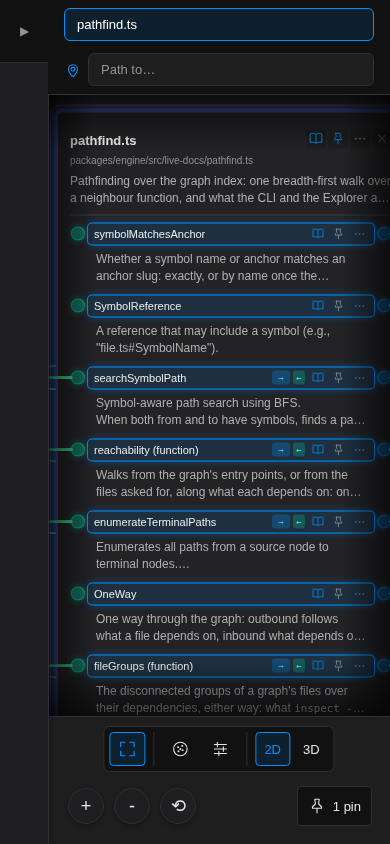 pathfind.ts
Path to…
pathfind.ts
packages/engine/src/live-docs/pathfind.ts
Pathfinding over the graph index: one breadth-first walk over
a neighbour function, and what the CLI and the Explorer a…
symbolMatchesAnchor
Whether a symbol name or anchor matches an
anchor slug: exactly, or by name once the…
SymbolReference
A reference that may include a symbol (e.g.,
"file.ts#SymbolName").
searchSymbolPath
Symbol-aware path search using BFS.
When both from and to have symbols, finds a pa…
reachability (function)
Walks from the graph's entry points, or from the
files asked for, along what each depends on: on…
enumerateTerminalPaths
Enumerates all paths from a source node to
terminal nodes.…
OneWay
One way through the graph: outbound follows
what a file depends on, inbound what depends o…
fileGroups (function)
The disconnected groups of a graph's files over
their dependencies, either way: what inspect -…
2D 3D
+ - 1 pin